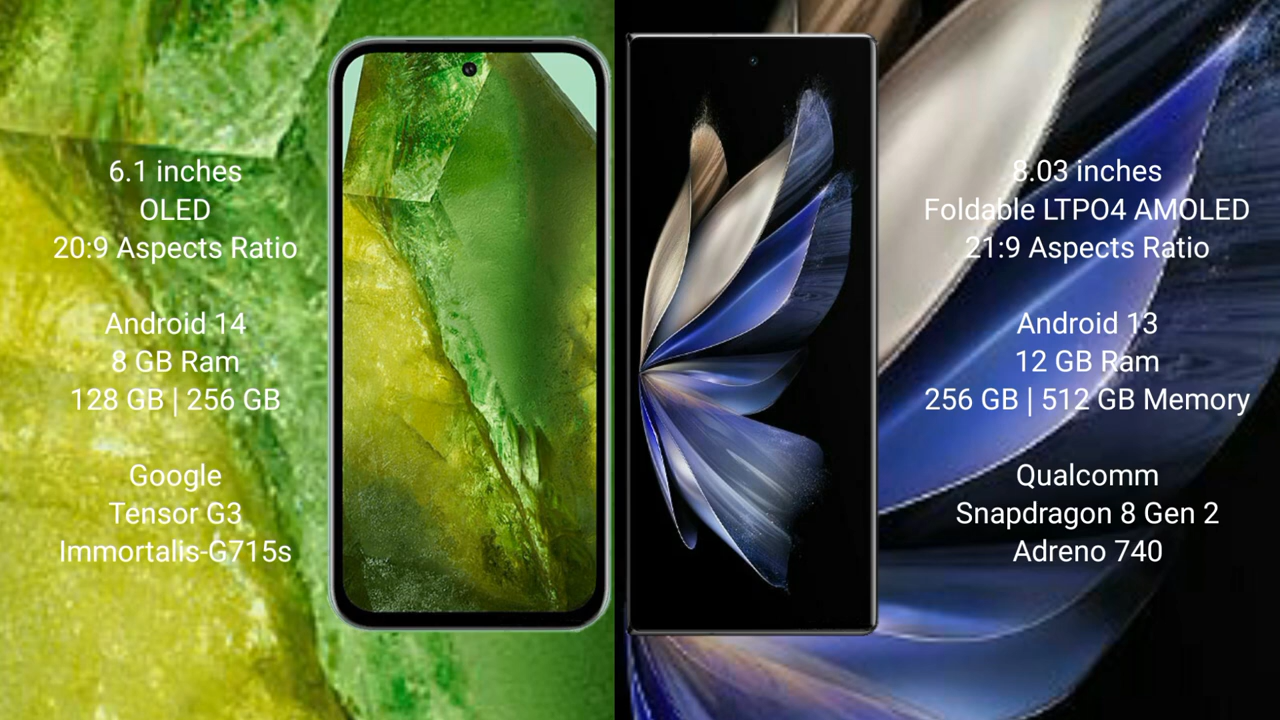 6.1 inches
OLED
20:9 Aspects Ratio
Android 14
8 GB Ram
128 GB | 256 GB
Google
Tensor G3
Immortalis-G715s
8.03 inches
Foldable LTPO4 AMOLED
21:9 Aspects Ratio
Android 13
12 GB Ram
256 GB | 512 GB Memory
Qualcomm
Snapdragon 8 Gen 2
Adreno 740